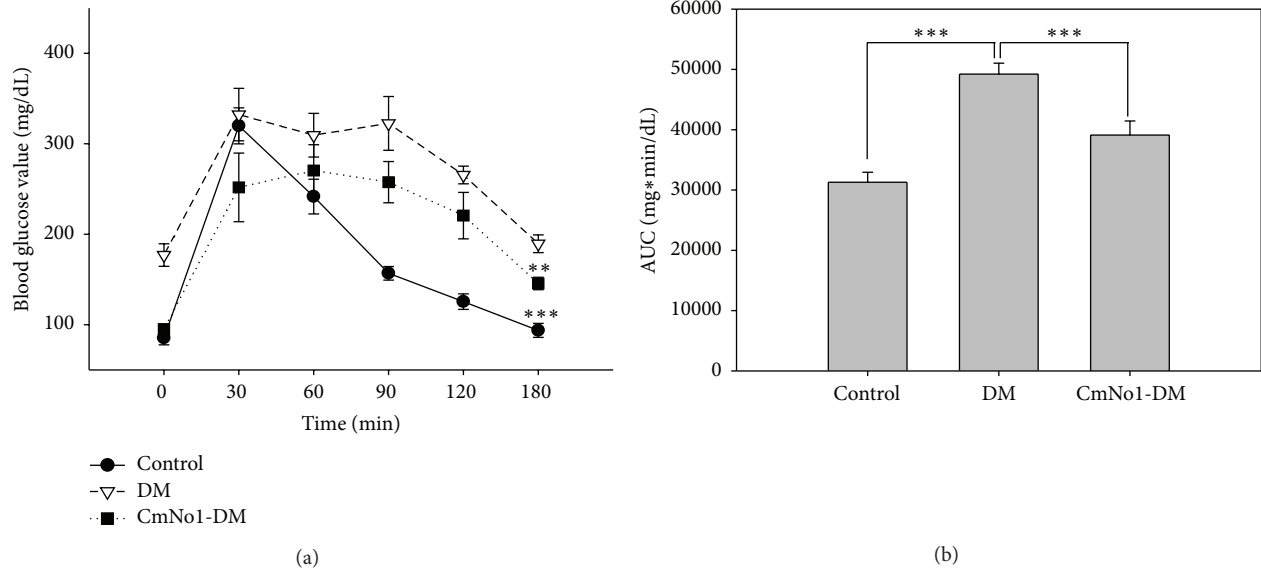 400
300
200
100
Blood glucose value (mg/dL)
**
***
0 30 60 90 120 180
Time (min)
Control
DM
CmNo1-DM
(a)
60000
50000
40000
30000
20000
10000
0
AUC (mg*min/dL)
*** ***
Control DM CmNo1-DM
(b)